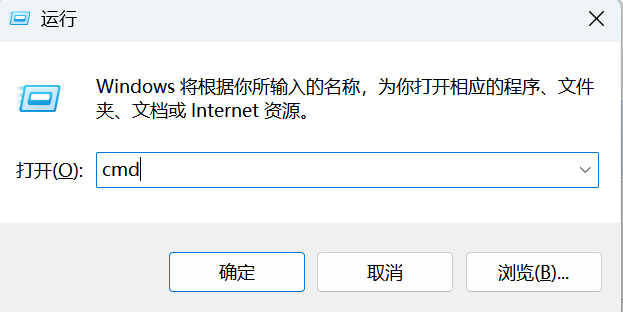 运行
Windows 将根据你所输入的名称，为你打开相应的程序、文件
夹、文档或 Internet 资源。
打开(O): cmd
确定 取消 浏览(B)...